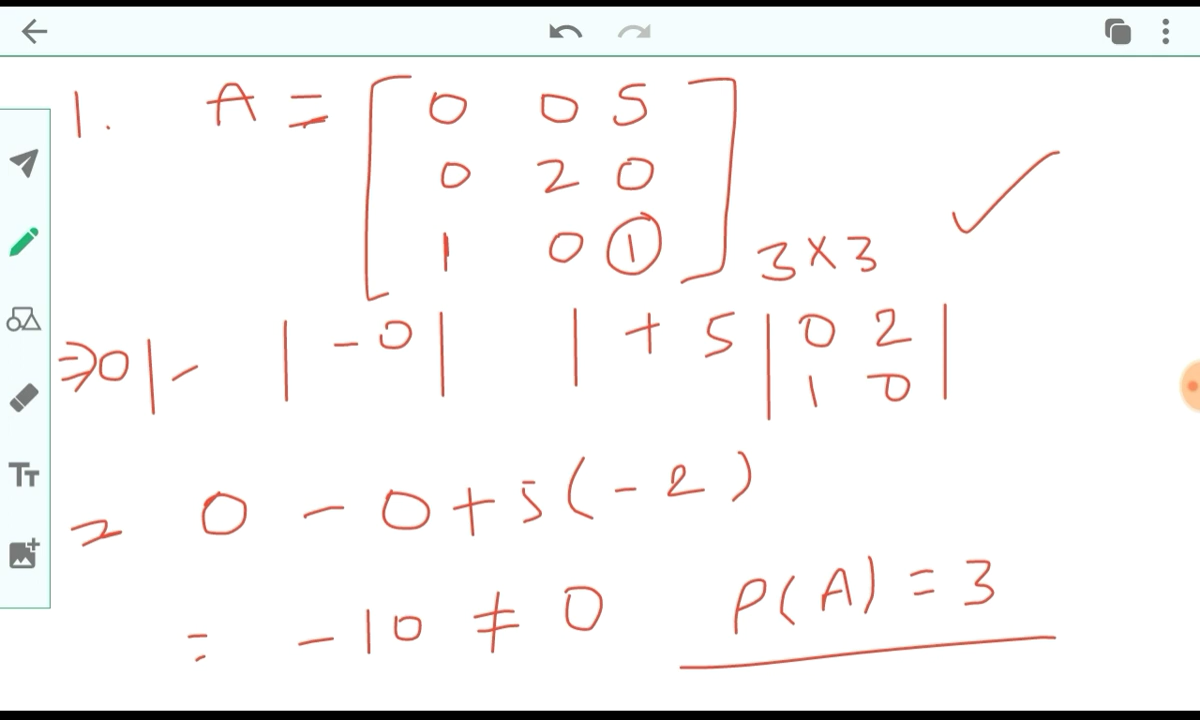 1. A = [ 0 0 5
0 2 0
1 0 1 ] 3×3
⇒ 0| - | - 0| | + 5 | 0 2 |
| 1 0 |
= 0 - 0 + 5(-2)
= -10 ≠ 0 ρ(A) = 3
TT